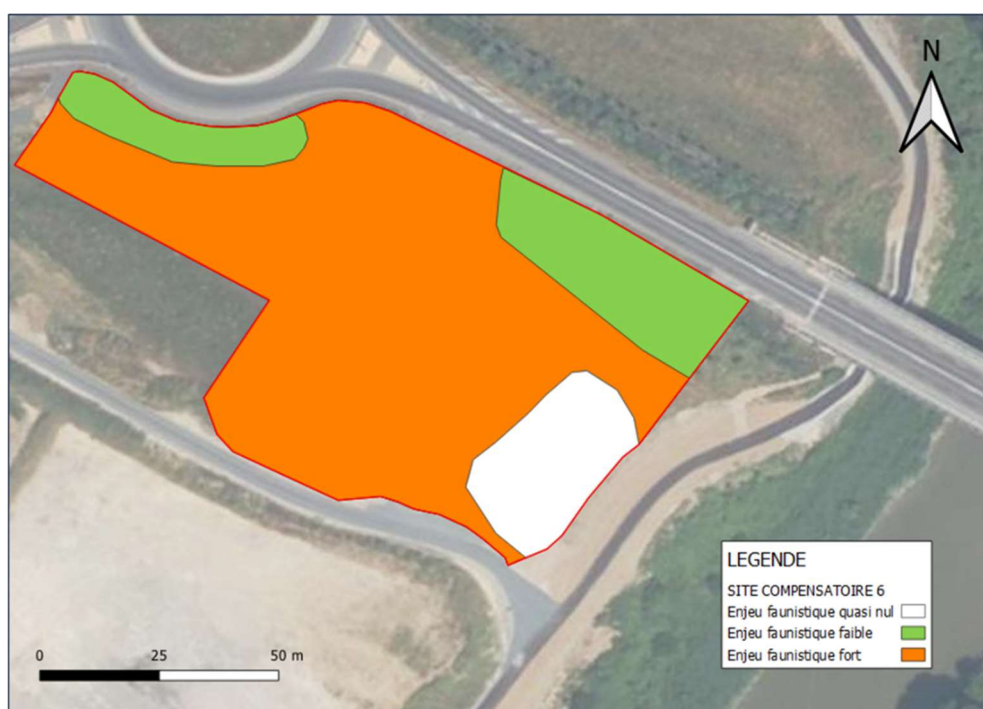 N
LEGENDE
SITE COMPENSATOIRE 6
Enjeu faunistique quasi nul
Enjeu faunistique faible
Enjeu faunistique fort
0 25 50 m